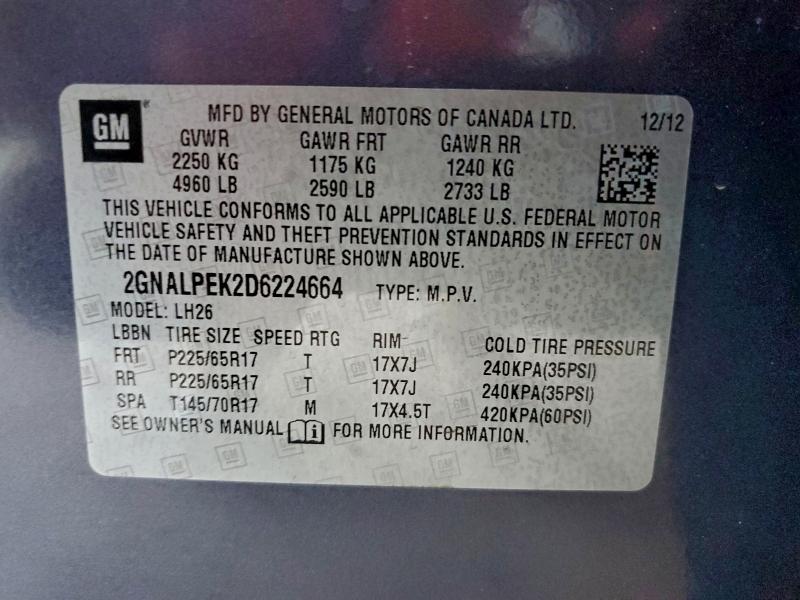 GM MFD BY GENERAL MOTORS OF CANADA LTD. 12/12
GVWR GAWR FRT GAWR RR
2250 KG 1175 KG 1240 KG
4960 LB 2590 LB 2733 LB
THIS VEHICLE CONFORMS TO ALL APPLICABLE U.S. FEDERAL MOTOR
VEHICLE SAFETY AND THEFT PREVENTION STANDARDS IN EFFECT ON
THE DATE OF MANUFACTURE SHOWN ABOVE.
2GNALPEK2D6224664 TYPE: M.P.V.
MODEL: LH26
LBBN TIRE SIZE SPEED RTG RIM COLD TIRE PRESSURE
FRT P225/65R17 T 17X7J 240KPA(35PSI)
RR P225/65R17 T 17X7J 240KPA(35PSI)
SPA T145/70R17 M 17X4.5T 420KPA(60PSI)
SEE OWNER'S MANUAL i FOR MORE INFORMATION.